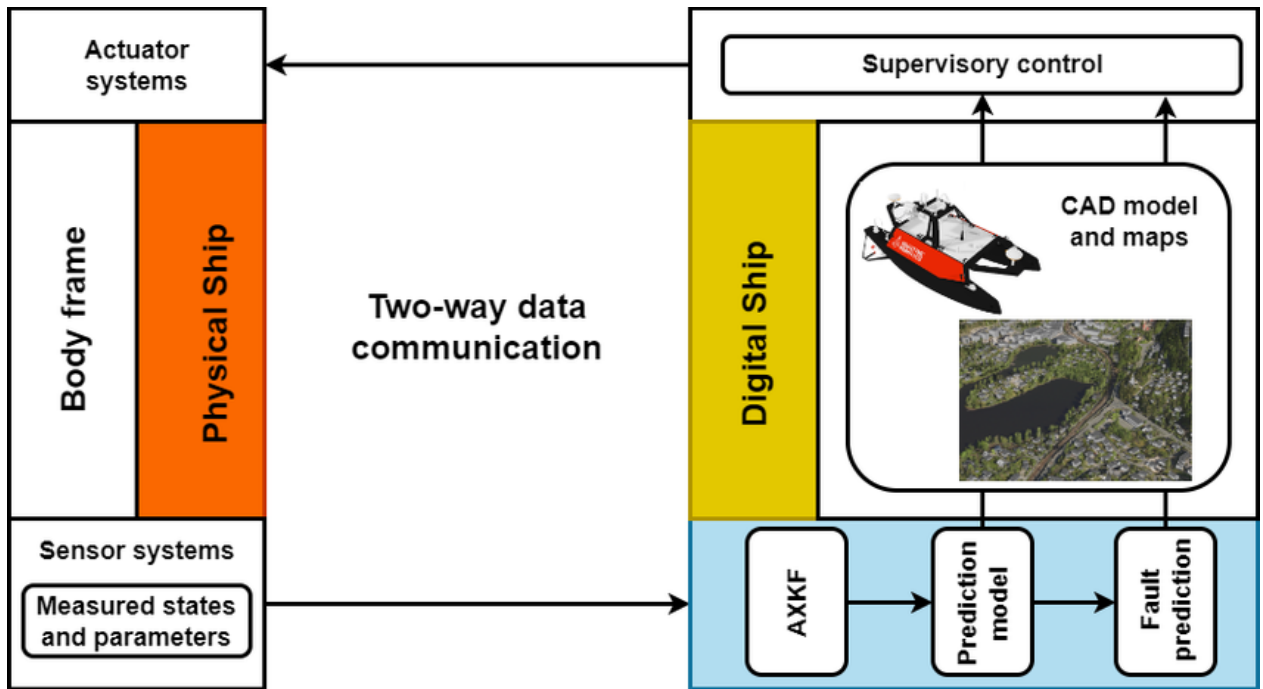 Actuator
systems
Body frame
Physical Ship
Sensor systems
Measured states
and parameters
Two-way data
communication
Supervisory control
Digital Ship
CAD model
and maps
AXKF
Prediction
model
Fault
prediction